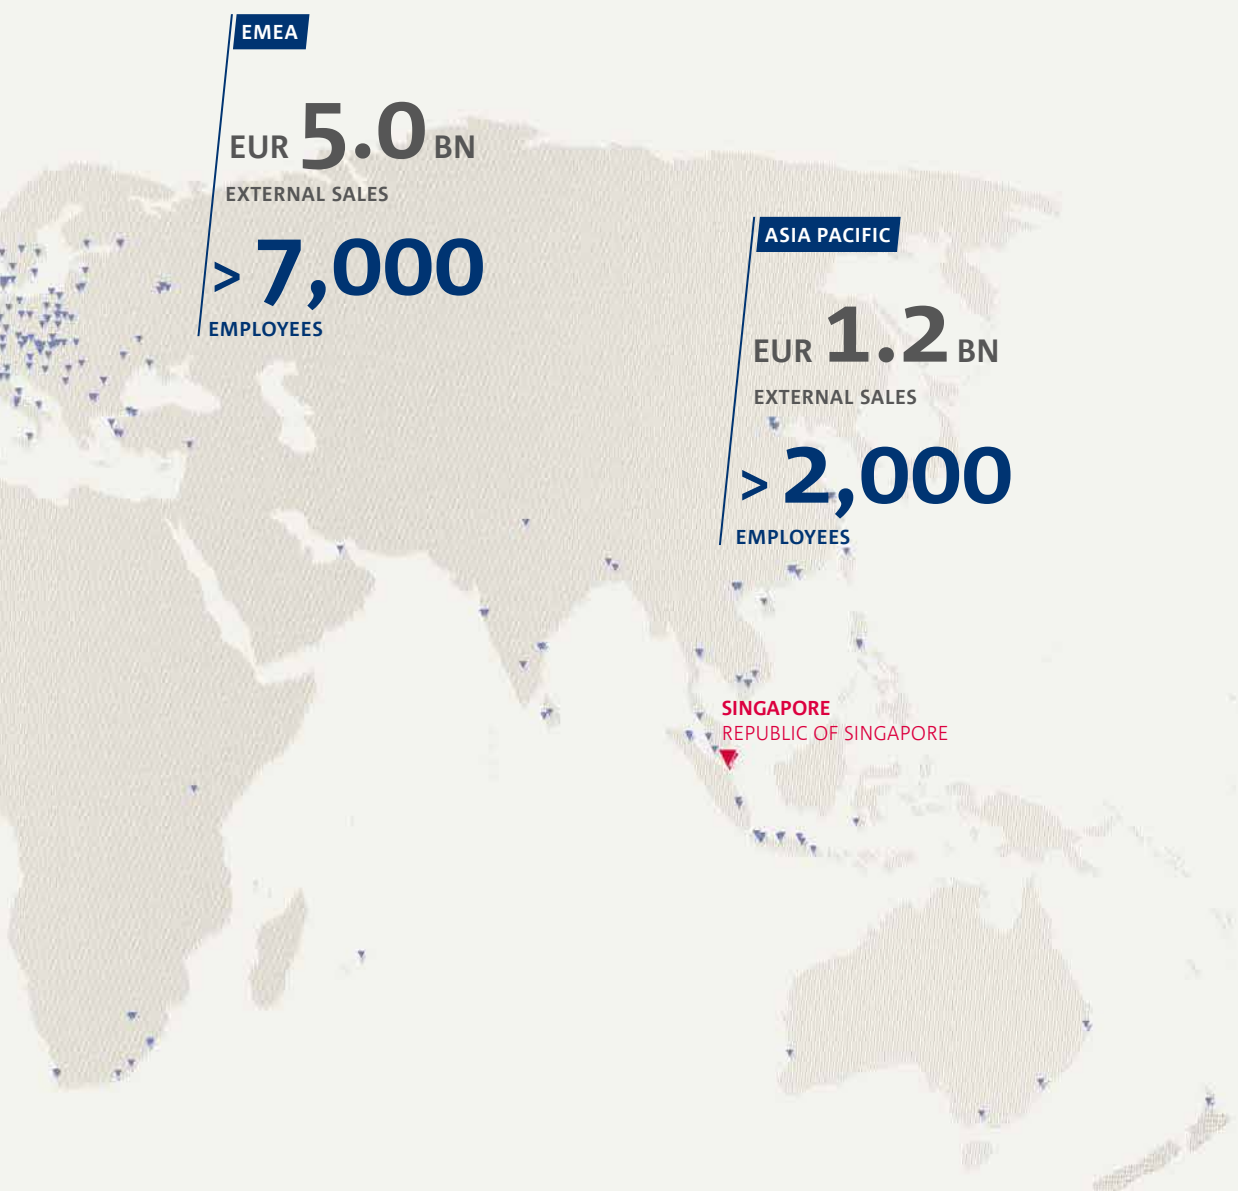 EMEA
EUR 5.0 BN
EXTERNAL SALES
> 7,000
EMPLOYEES
ASIA PACIFIC
EUR 1.2 BN
EXTERNAL SALES
> 2,000
EMPLOYEES
SINGAPORE
REPUBLIC OF SINGAPORE